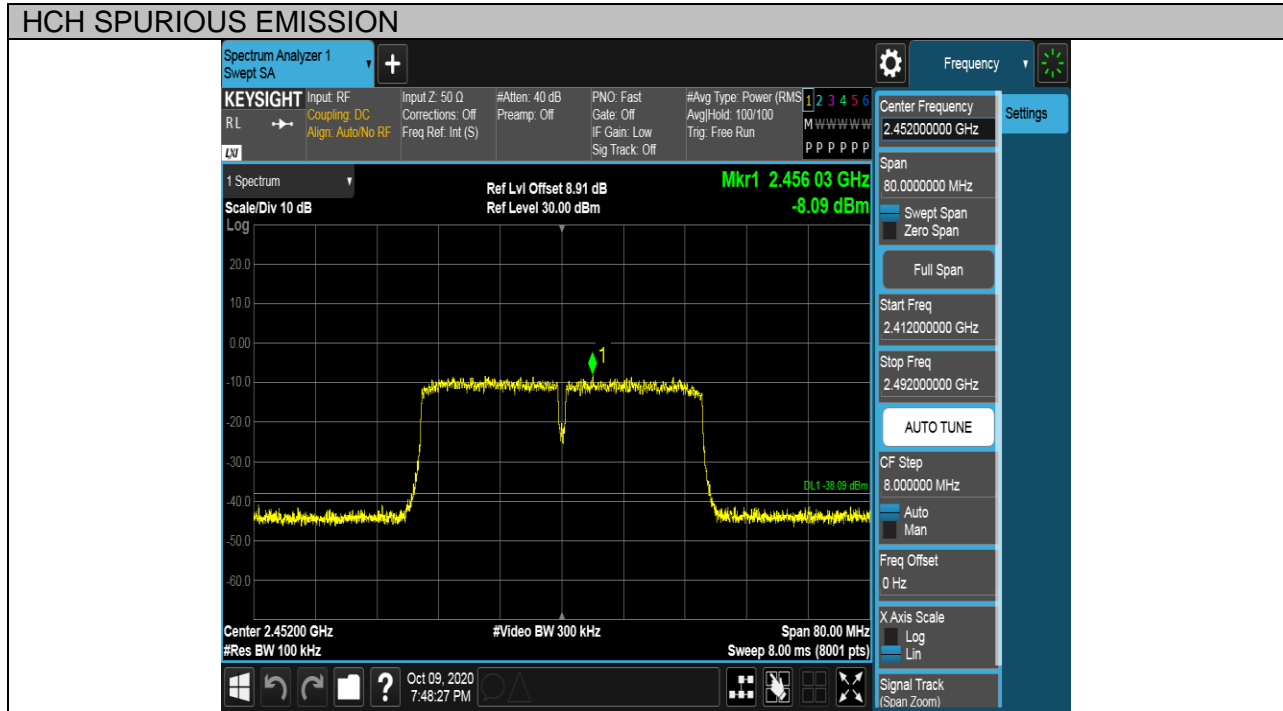 HCH SPURIOUS EMISSION
Spectrum Analyzer 1
Swept SA
+
Frequency
KEYSIGHT
RL
LXI
Input: RF
Coupling: DC
Align: Auto/No RF
Input Z: 50 Ω
Corrections: Off
Freq Ref: Int (S)
#Atten: 40 dB
Preamp: Off
PNO: Fast
Gate: Off
IF Gain: Low
Sig Track: Off
#Avg Type: Power (RMS
Avg|Hold: 100/100
Trig: Free Run
1 2 3 4 5 6
M W W W W W
P P P P P P
1 Spectrum
Scale/Div 10 dB
Ref Lvl Offset 8.91 dB
Ref Level 30.00 dBm
Mkr1 2.456 03 GHz
-8.09 dBm
Log
20.0
10.0
0.00
-10.0
-20.0
-30.0
-40.0
-50.0
-60.0
1
DL1 -38.09 dBm
Center 2.45200 GHz
#Res BW 100 kHz
#Video BW 300 kHz
Span 80.00 MHz
Sweep 8.00 ms (8001 pts)
Center Frequency
2.452000000 GHz
Settings
Span
80.0000000 MHz
Swept Span
Zero Span
Full Span
Start Freq
2.412000000 GHz
Stop Freq
2.492000000 GHz
AUTO TUNE
CF Step
8.000000 MHz
Auto
Man
Freq Offset
0 Hz
X Axis Scale
Log
Lin
Signal Track
(Span Zoom)
?
Oct 09, 2020
7:48:27 PM